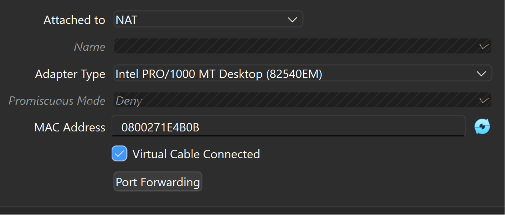 Attached to NAT
Name
Adapter Type Intel PRO/1000 MT Desktop (82540EM)
Promiscuous Mode Deny
MAC Address 0800271E4B0B
Virtual Cable Connected
Port Forwarding